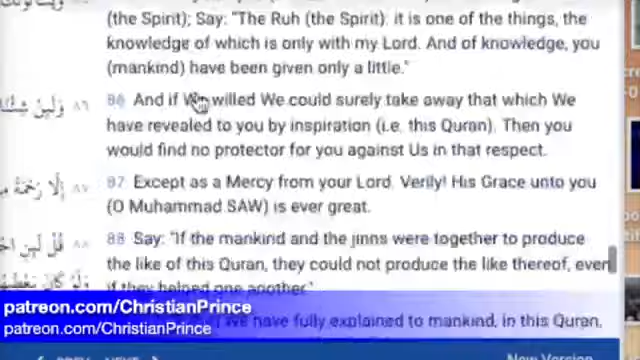 (the Spirit); Say: "The Ruh (the Spirit): it is one of the things, the
knowledge of which is only with my Lord. And of knowledge, you
(mankind) have been given only a little."
وَلَئِن شِئْنَا ٨٦ 86 And if We willed We could surely take away that which We
have revealed to you by inspiration (i.e. this Quran). Then you
would find no protector for you against Us in that respect.
إِلَّا رَحْمَةً ٨٧ 87 Except as a Mercy from your Lord. Verily! His Grace unto you
(O Muhammad SAW) is ever great.
قُل لَّئِنِ ٨٨ 88 Say: "If the mankind and the jinns were together to produce
the like of this Quran, they could not produce the like thereof, even
if they helped one another."
patreon.com/ChristianPrince
We have fully explained to mankind, in this Quran,
patreon.com/ChristianPrince
New Version